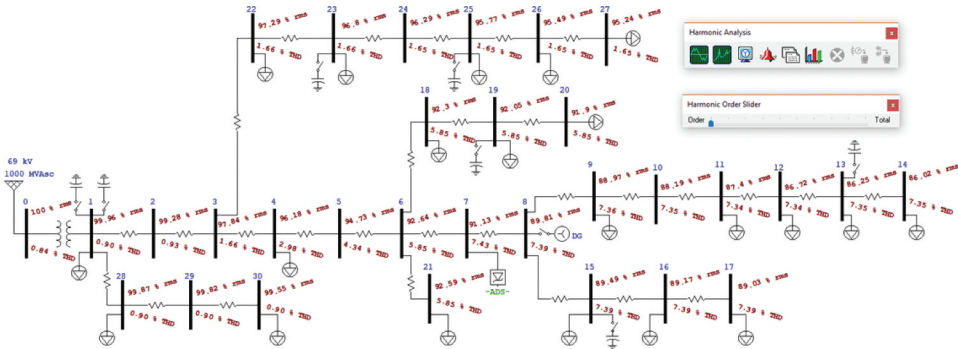 22
23
24
25
26
27
97.29 % rms
96.8 % rms
96.29 % rms
95.77 % rms
95.49 % rms
95.24 % rms
1.66 % THD
1.66 % THD
1.65 % THD
1.65 % THD
1.65 % THD
1.65 % THD
Harmonic Analysis
x
Harmonic Order Slider
x
Order
Total
18
19
20
92.3 % rms
92.05 % rms
91.9 % rms
5.85 % THD
5.85 % THD
5.85 % THD
69 kV
1000 MVAsc
0
1
2
3
4
5
6
7
8
100 % rms
99.96 % rms
99.28 % rms
97.84 % rms
96.18 % rms
94.73 % rms
92.64 % rms
91.13 % rms
89.81 % rms
0.84 % THD
0.90 % THD
0.93 % THD
1.66 % THD
2.98 % THD
4.34 % THD
5.85 % THD
7.43 % THD
7.39 % THD
DG
-ADS-
9
10
11
12
13
14
88.97 % rms
88.19 % rms
87.4 % rms
86.72 % rms
86.25 % rms
86.02 % rms
7.36 % THD
7.35 % THD
7.34 % THD
7.34 % THD
7.35 % THD
7.35 % THD
28
29
30
99.87 % rms
99.82 % rms
99.55 % rms
0.90 % THD
0.90 % THD
0.90 % THD
21
92.59 % rms
5.85 % THD
15
16
17
89.49 % rms
89.17 % rms
89.03 % rms
7.39 % THD
7.39 % THD
7.39 % THD